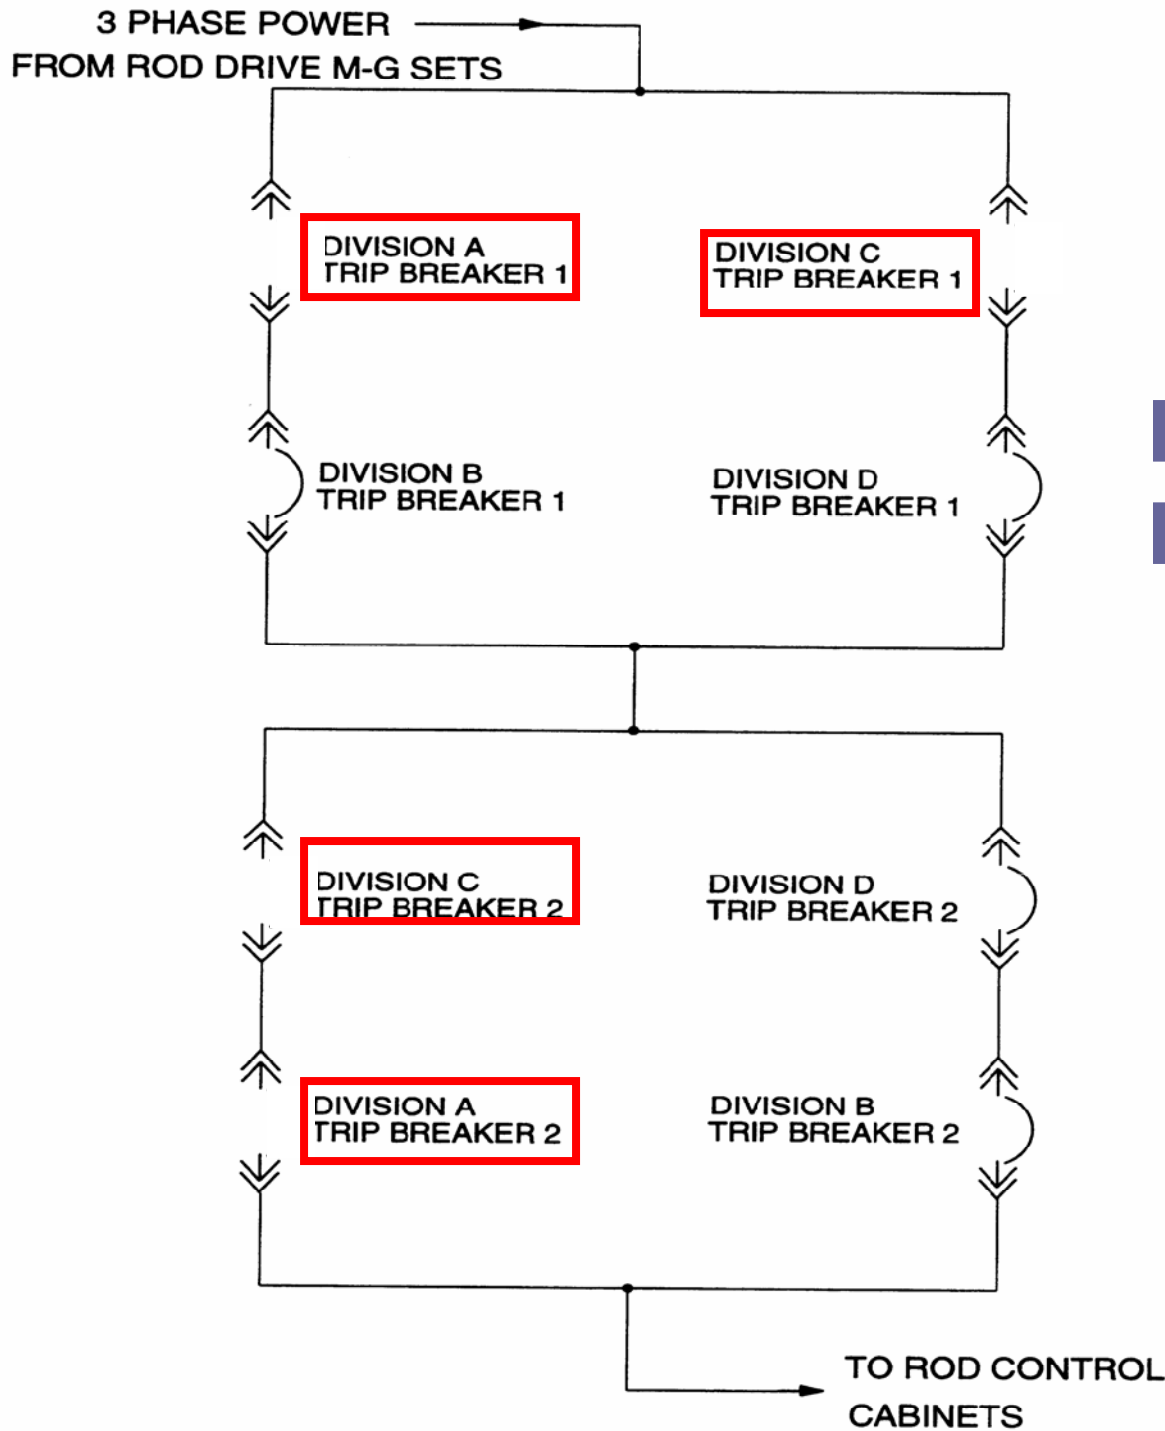 3 PHASE POWER
FROM ROD DRIVE M-G SETS
DIVISION A
TRIP BREAKER 1
DIVISION C
TRIP BREAKER 1
DIVISION B
TRIP BREAKER 1
DIVISION D
TRIP BREAKER 1
DIVISION C
TRIP BREAKER 2
DIVISION D
TRIP BREAKER 2
DIVISION A
TRIP BREAKER 2
DIVISION B
TRIP BREAKER 2
TO ROD CONTROL
CABINETS